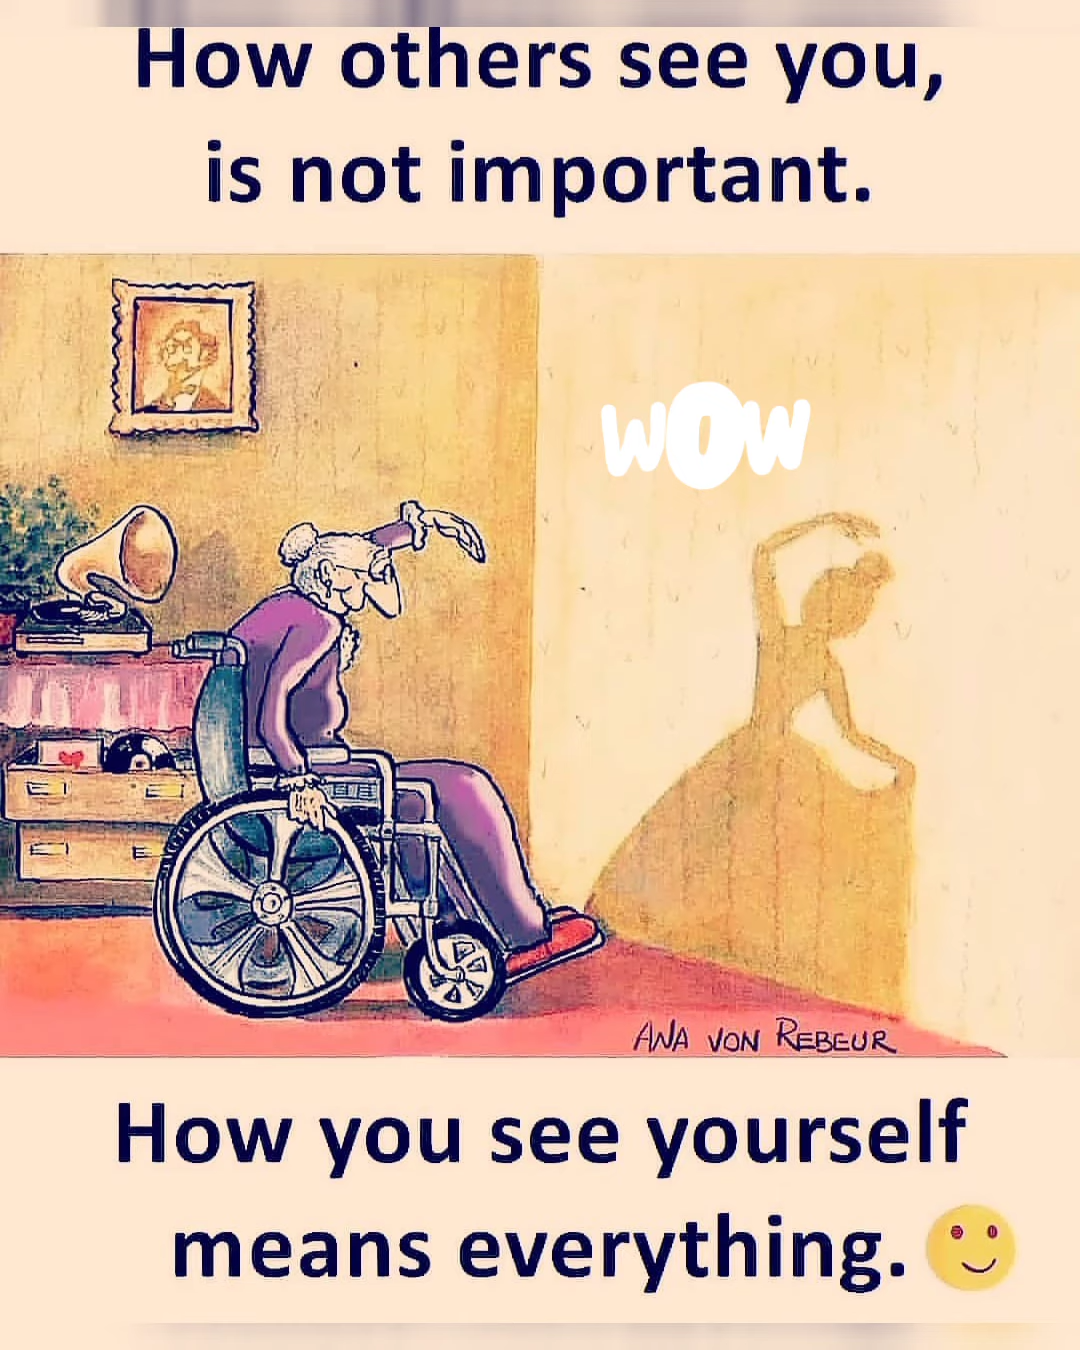 How others see you,
is not important.
WOW
ANA VON REBEUR
How you see yourself
means everything.